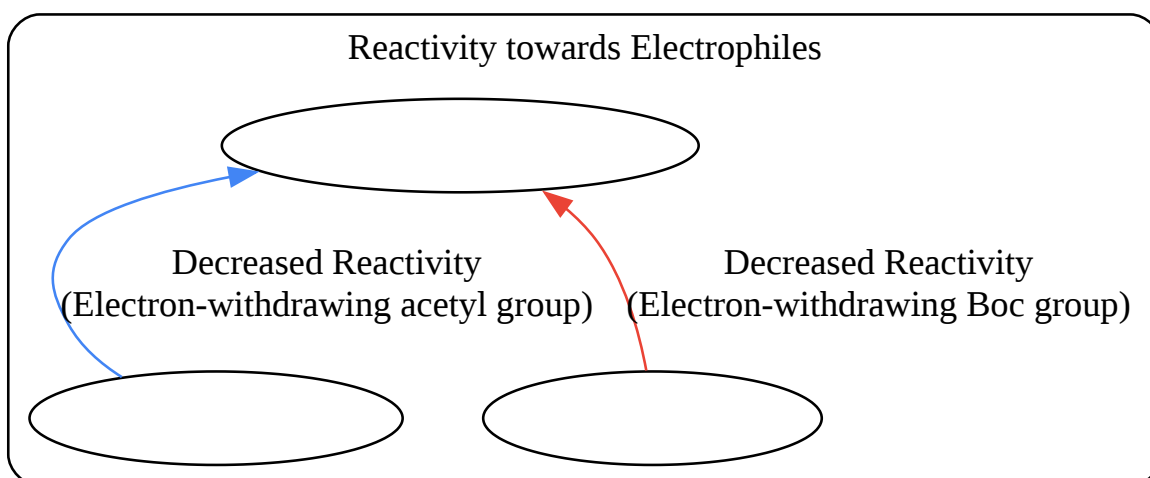 Reactivity towards Electrophiles
Decreased Reactivity
(Electron-withdrawing acetyl group)
Decreased Reactivity
(Electron-withdrawing Boc group)